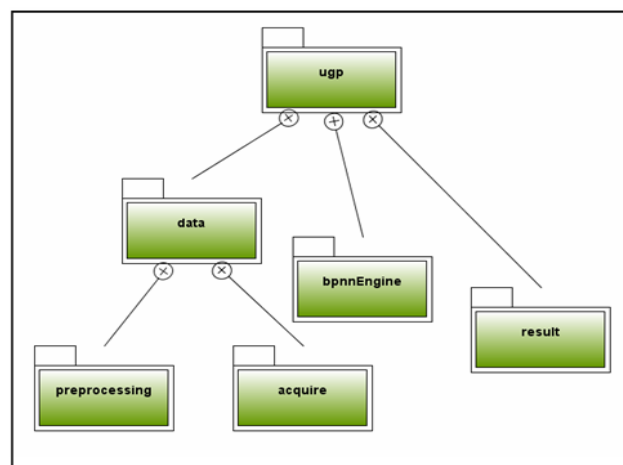 ugp
data
bpnnEngine
result
preprocessing
acquire